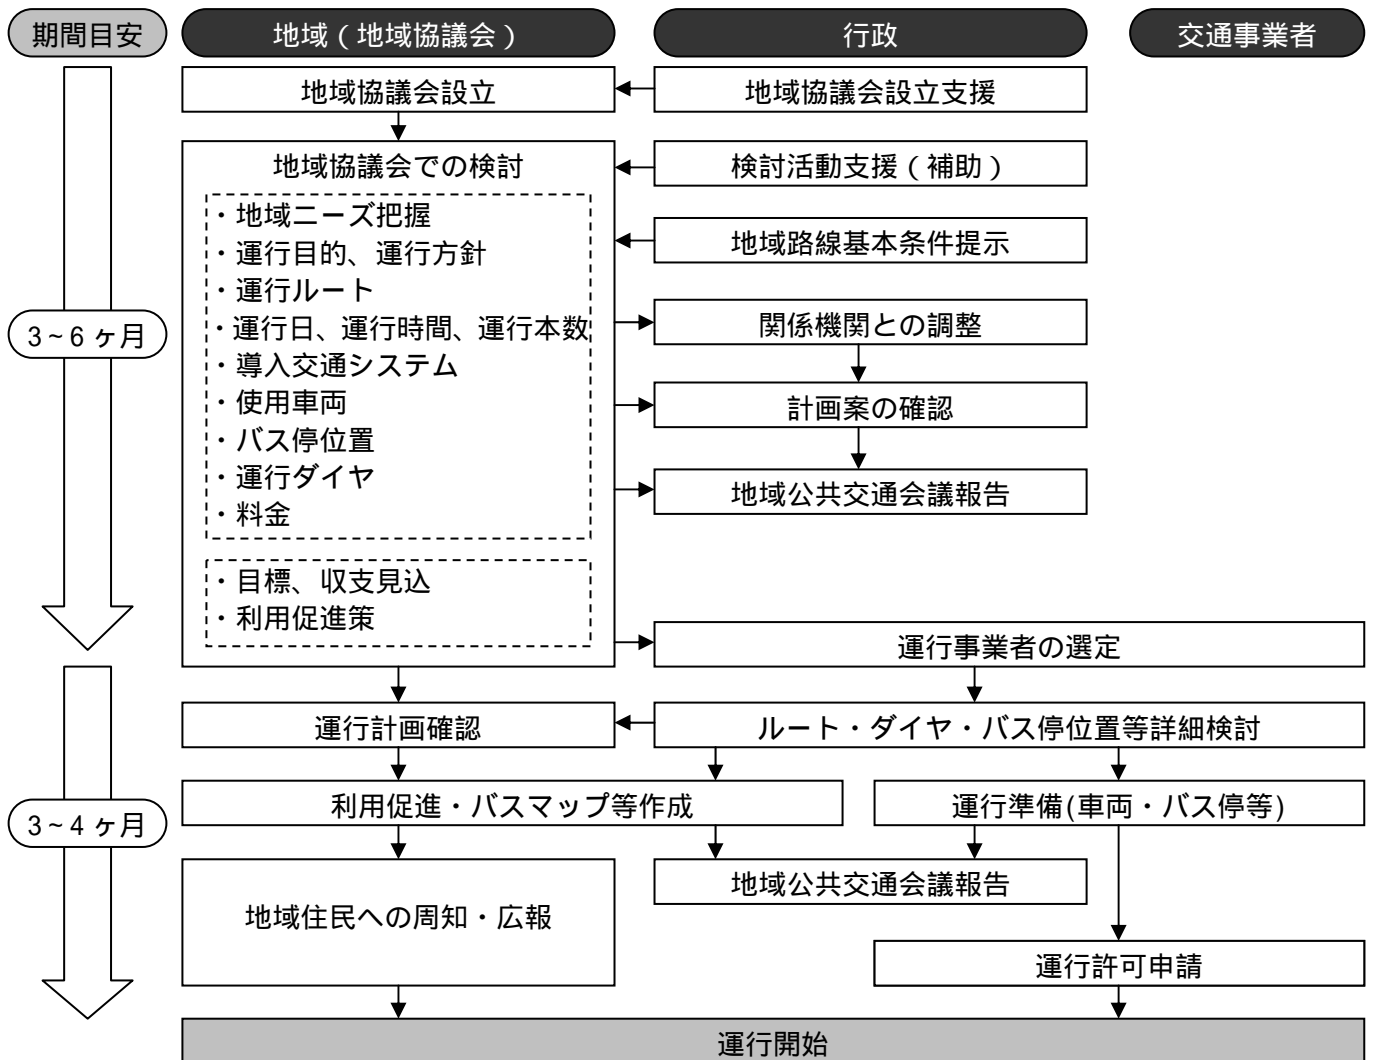 期間目安
地域（地域協議会）
行政
交通事業者
地域協議会設立
地域協議会設立支援
地域協議会での検討
検討活動支援（補助）
・地域ニーズ把握
・運行目的、運行方針
・運行ルート
・運行日、運行時間、運行本数
・導入交通システム
・使用車両
・バス停位置
・運行ダイヤ
・料金
地域路線基本条件提示
関係機関との調整
計画案の確認
地域公共交通会議報告
3~6 ヶ月
・目標、収支見込
・利用促進策
運行事業者の選定
運行計画確認
ルート・ダイヤ・バス停位置等詳細検討
利用促進・バスマップ等作成
運行準備(車両・バス停等)
3~4 ヶ月
地域住民への周知・広報
地域公共交通会議報告
運行許可申請
運行開始